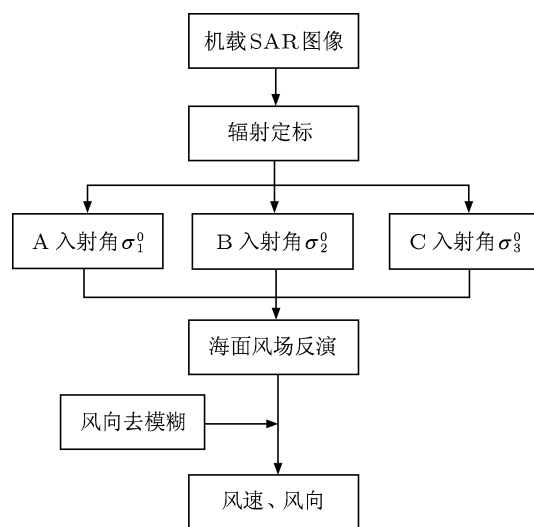 机载SAR图像
辐射定标
A 入射角σ₁⁰
B 入射角σ₂⁰
C 入射角σ₃⁰
海面风场反演
风向去模糊
风速、风向